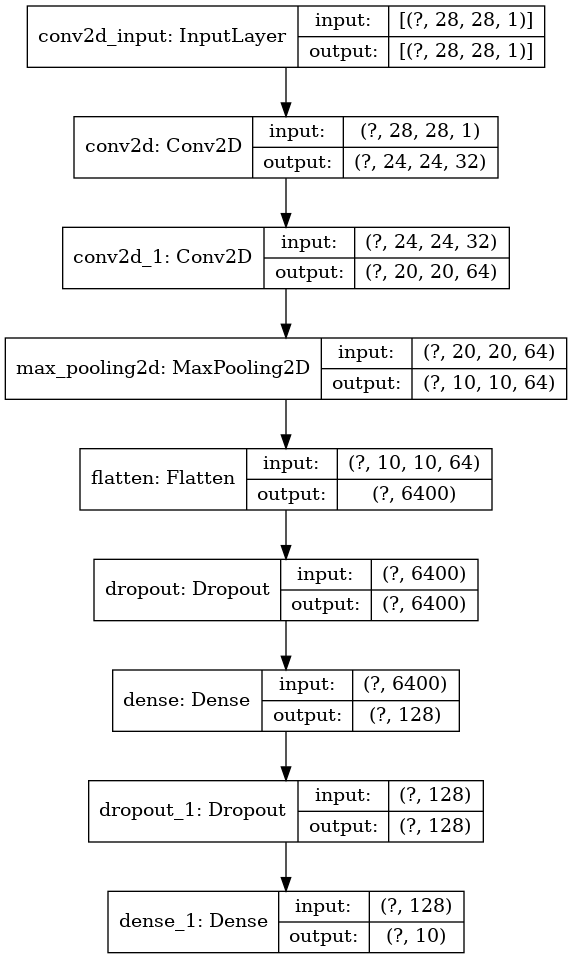 conv2d_input: InputLayer
input: [(?, 28, 28, 1)]
output: [(?, 28, 28, 1)]
conv2d: Conv2D
input: (?, 28, 28, 1)
output: (?, 24, 24, 32)
conv2d_1: Conv2D
input: (?, 24, 24, 32)
output: (?, 20, 20, 64)
max_pooling2d: MaxPooling2D
input: (?, 20, 20, 64)
output: (?, 10, 10, 64)
flatten: Flatten
input: (?, 10, 10, 64)
output: (?, 6400)
dropout: Dropout
input: (?, 6400)
output: (?, 6400)
dense: Dense
input: (?, 6400)
output: (?, 128)
dropout_1: Dropout
input: (?, 128)
output: (?, 128)
dense_1: Dense
input: (?, 128)
output: (?, 10)